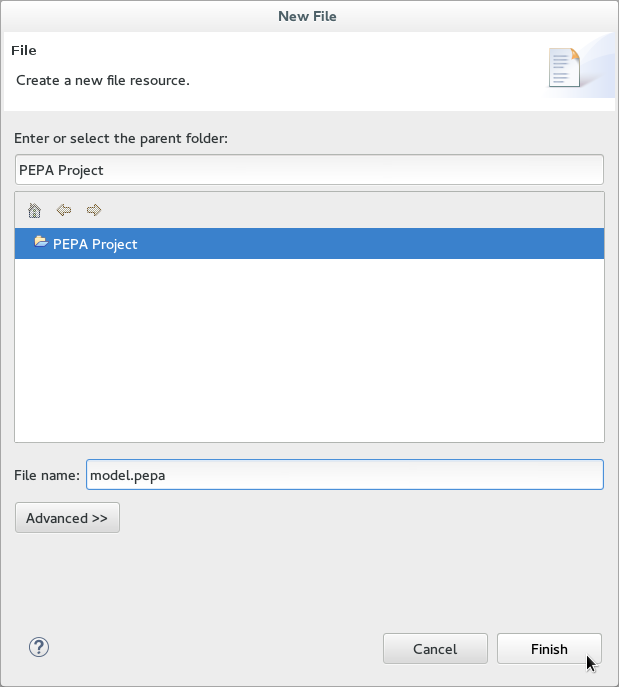 New File
File
Create a new file resource.
Enter or select the parent folder:
PEPA Project
PEPA Project
File name: model.pepa
Advanced >>
?
Cancel Finish